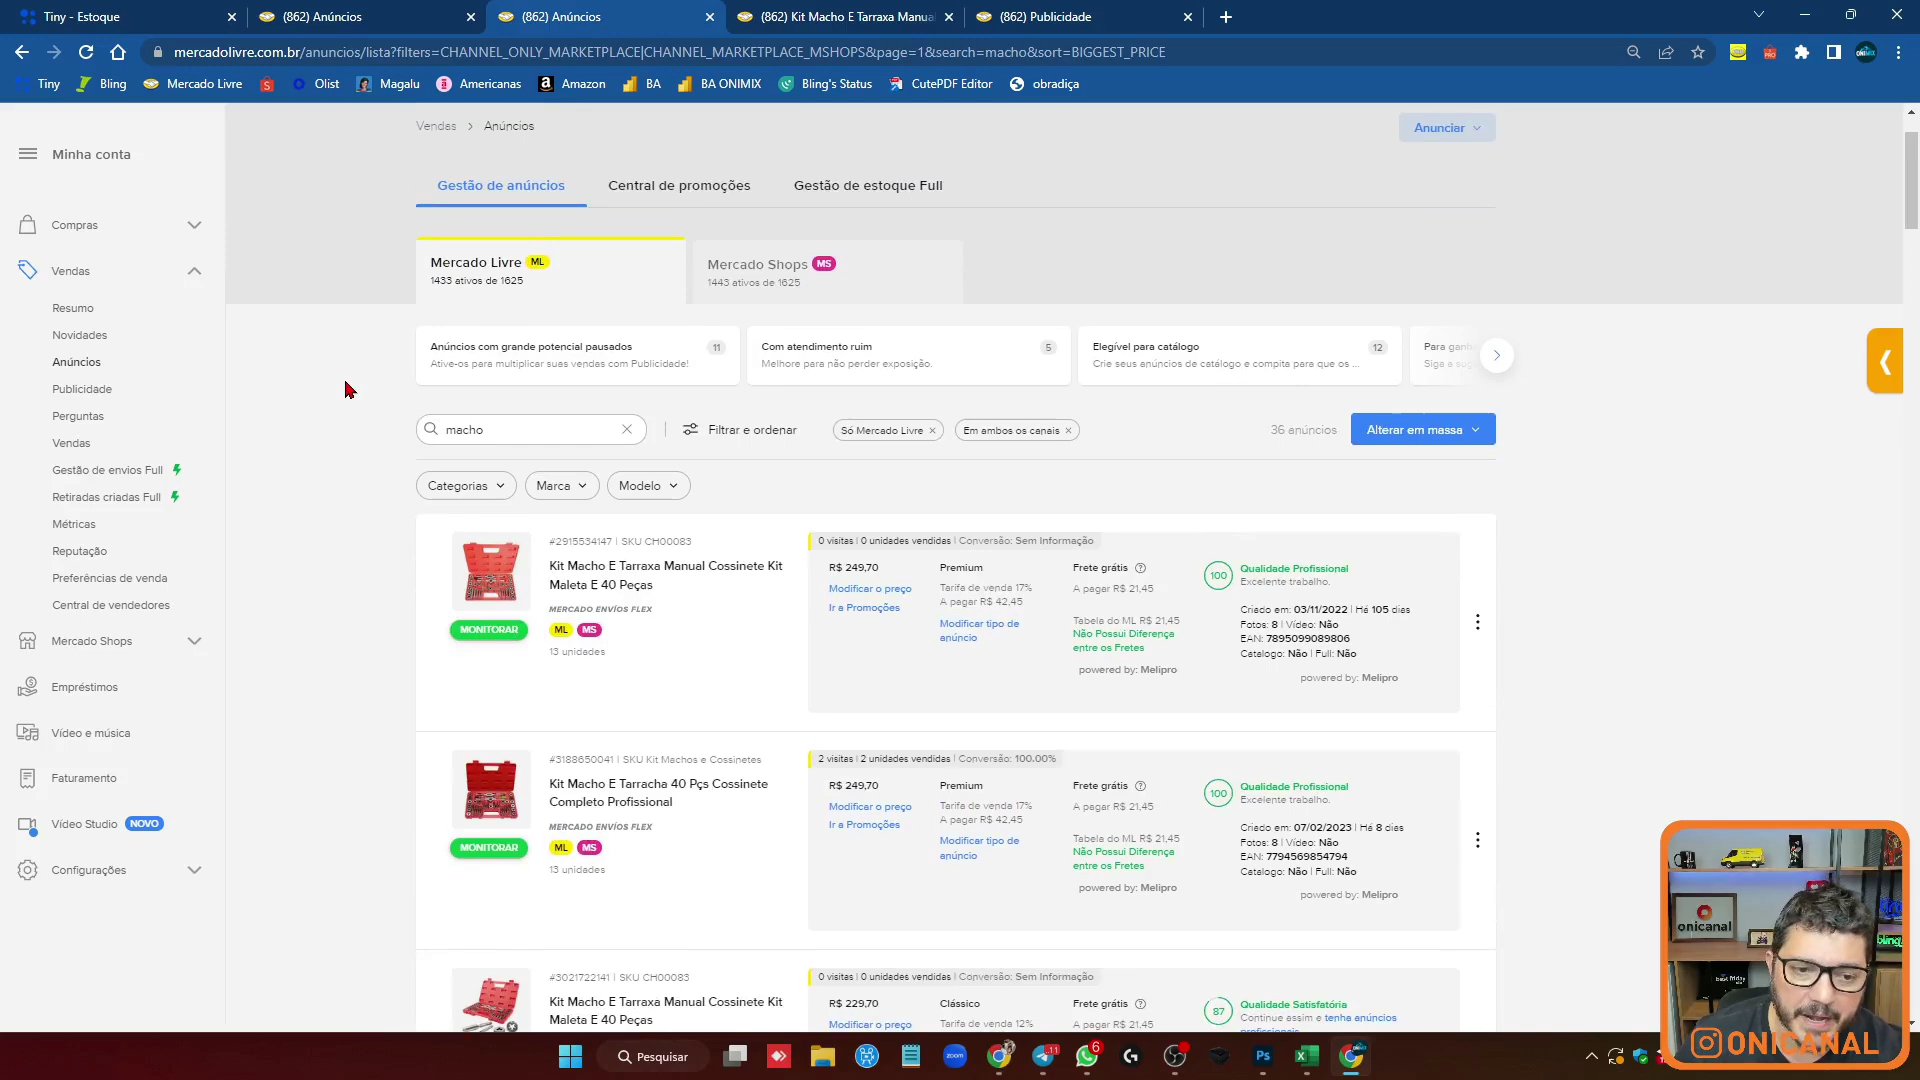 Tiny - Estoque
(862) Anúncios
(862) Anúncios
(862) Kit Macho E Tarraxa Manual
(862) Publicidade
mercadolivre.com.br/anuncios/lista?filters=CHANNEL_ONLY_MARKETPLACE|CHANNEL_MARKETPLACE_MSHOPS&page=1&search=macho&sort=BIGGEST_PRICE
Tiny
Bling
Mercado Livre
Olist
Magalu
Americanas
Amazon
BA
BA ONIMIX
Bling's Status
CutePDF Editor
obradiça
Minha conta
Compras
Vendas
Resumo
Novidades
Anúncios
Publicidade
Perguntas
Vendas
Gestão de envios Full
Retiradas criadas Full
Métricas
Reputação
Preferências de venda
Central de vendedores
Mercado Shops
Empréstimos
Vídeo e música
Faturamento
Vídeo Studio NOVO
Configurações
Vendas > Anúncios
Anunciar
Gestão de anúncios
Central de promoções
Gestão de estoque Full
Mercado Livre ML
1433 ativos de 1625
Mercado Shops MS
1443 ativos de 1625
Anúncios com grande potencial pausados 11
Ative-os para multiplicar suas vendas com Publicidade!
Com atendimento ruim 5
Melhore para não perder exposição.
Elegível para catálogo 12
Crie seus anúncios de catálogo e compita para que os ...
macho
Filtrar e ordenar
Só Mercado Livre ×
Em ambos os canais ×
36 anúncios
Alterar em massa
Categorias
Marca
Modelo
#2915534147 | SKU CH00083
Kit Macho E Tarraxa Manual Cossinete Kit
Maleta E 40 Peças
MERCADO ENVÍOS FLEX
ML MS
13 unidades
MONITORAR
0 visitas | 0 unidades vendidas | Conversão: Sem Informação
R$ 249,70
Modificar o preço
Ir a Promoções
Premium
Tarifa de venda 17%
A pagar R$ 42,45
Modificar tipo de
anúncio
Frete grátis
A pagar R$ 21,45
Tabela do ML R$ 21,45
Não Possui Diferença
entre os Fretes
powered by: Melipro
100
Qualidade Profissional
Excelente trabalho.
Criado em: 03/11/2022 | Há 105 dias
Fotos: 8 | Vídeo: Não
EAN: 7895099089806
Catalogo: Não | Full: Não
powered by: Melipro
#3188650041 | SKU Kit Machos e Cossinetes
Kit Macho E Tarracha 40 Pçs Cossinete
Completo Profissional
MERCADO ENVÍOS FLEX
ML MS
13 unidades
MONITORAR
2 visitas | 2 unidades vendidas | Conversão: 100.00%
R$ 249,70
Modificar o preço
Ir a Promoções
Premium
Tarifa de venda 17%
A pagar R$ 42,45
Modificar tipo de
anúncio
Frete grátis
A pagar R$ 21,45
Tabela do ML R$ 21,45
Não Possui Diferença
entre os Fretes
powered by: Melipro
100
Qualidade Profissional
Excelente trabalho.
Criado em: 07/02/2023 | Há 8 dias
Fotos: 8 | Vídeo: Não
EAN: 7794569854794
Catalogo: Não | Full: Não
powered by: Melipro
#3021722141 | SKU CH00083
Kit Macho E Tarraxa Manual Cossinete Kit
Maleta E 40 Peças
0 visitas | 0 unidades vendidas | Conversão: Sem Informação
R$ 229,70
Modificar o preço
Clássico
Tarifa de venda 12%
Frete grátis
A pagar R$ 21,45
87
Qualidade Satisfatória
Continue assim e tenha anúncios
profissionais
onicanal
bling
ONICANAL
Pesquisar
zoom
11
6
Ps